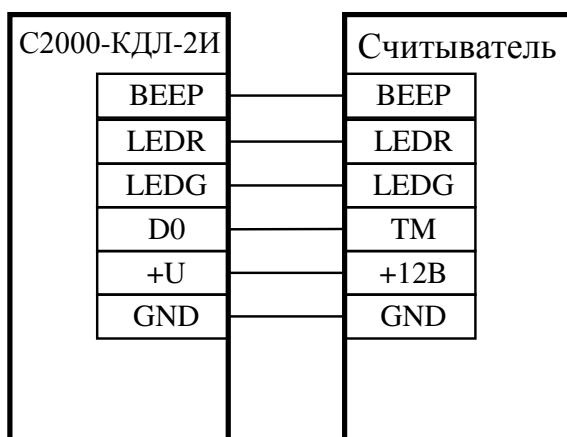 С2000-КДЛ-2И
Считыватель
BEEP
BEEP
LEDR
LEDR
LEDG
LEDG
D0
TM
+U
+12В
GND
GND